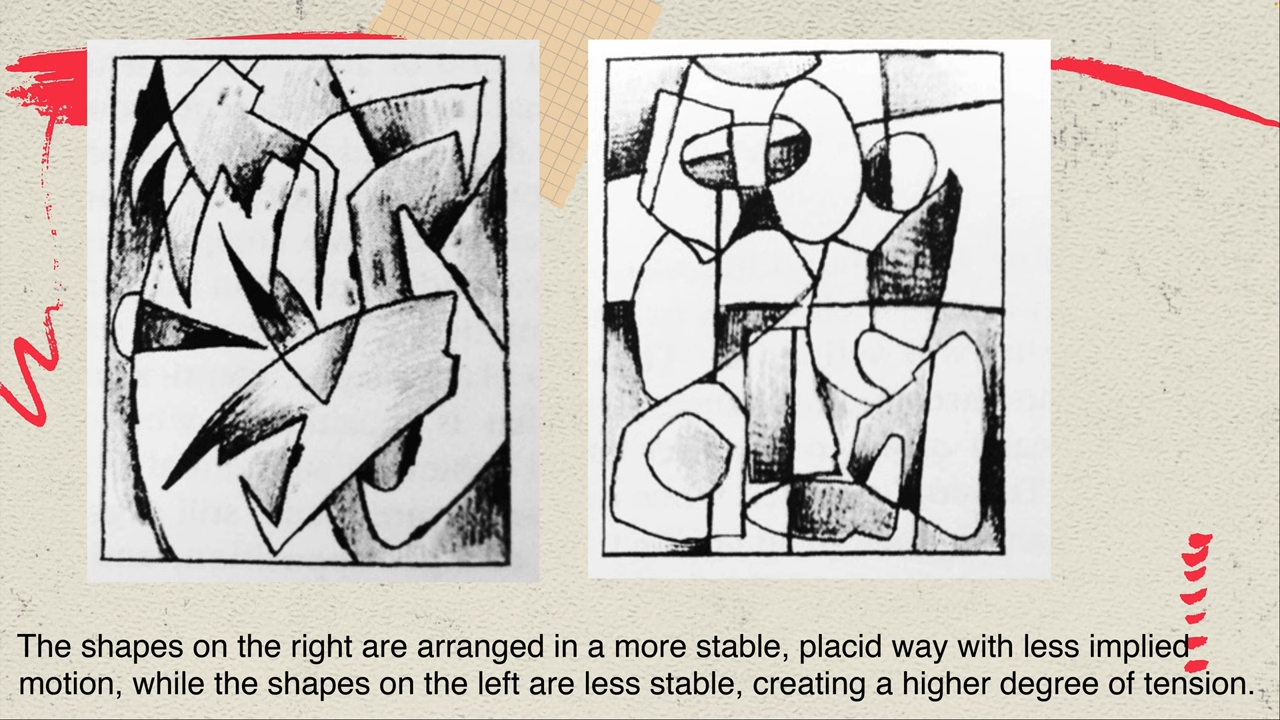 The shapes on the right are arranged in a more stable, placid way with less implied
motion, while the shapes on the left are less stable, creating a higher degree of tension.